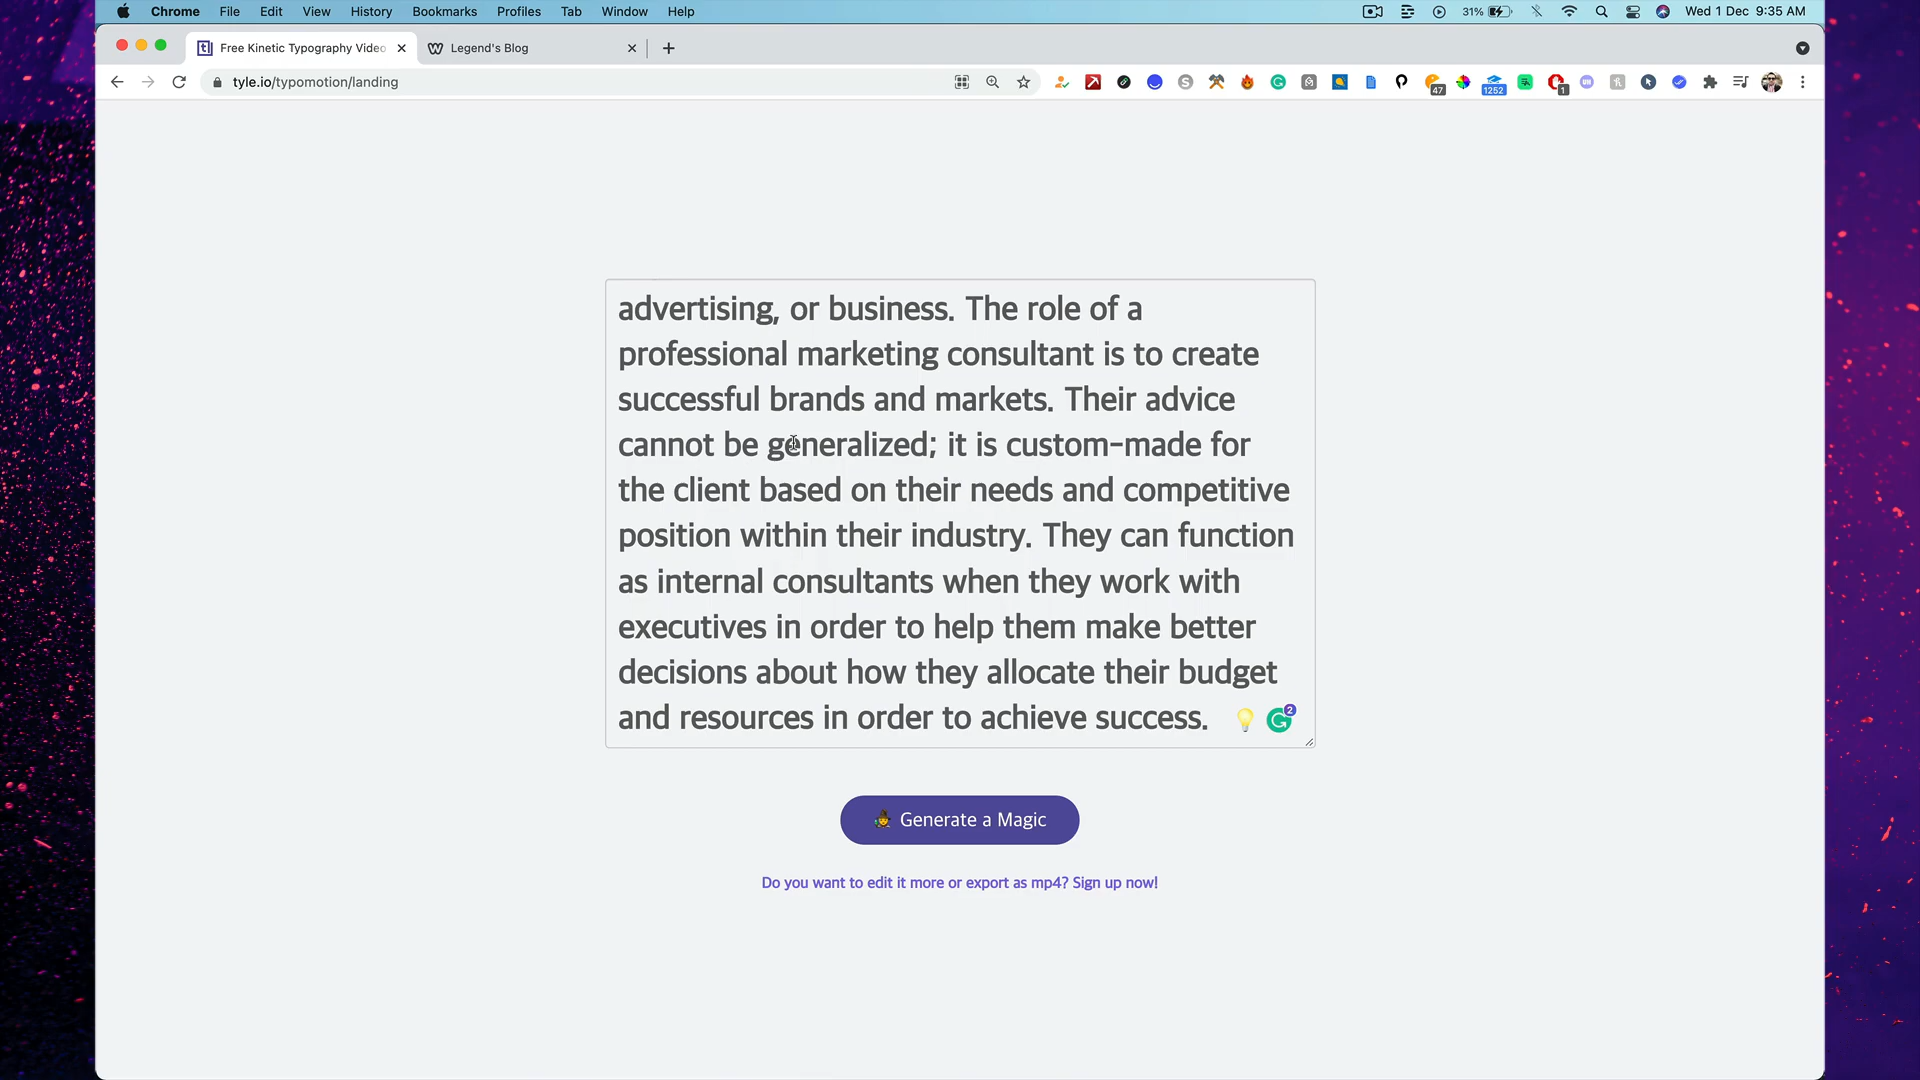 Chrome File Edit View History Bookmarks Profiles Tab Window Help 31% Wed 1 Dec 9:35 AM
Free Kinetic Typography Video Legend's Blog
tyle.io/typomotion/landing 47 1252 1
advertising, or business. The role of a
professional marketing consultant is to create
successful brands and markets. Their advice
cannot be generalized; it is custom-made for
the client based on their needs and competitive
position within their industry. They can function
as internal consultants when they work with
executives in order to help them make better
decisions about how they allocate their budget
and resources in order to achieve success. 2
Generate a Magic
Do you want to edit it more or export as mp4? Sign up now!